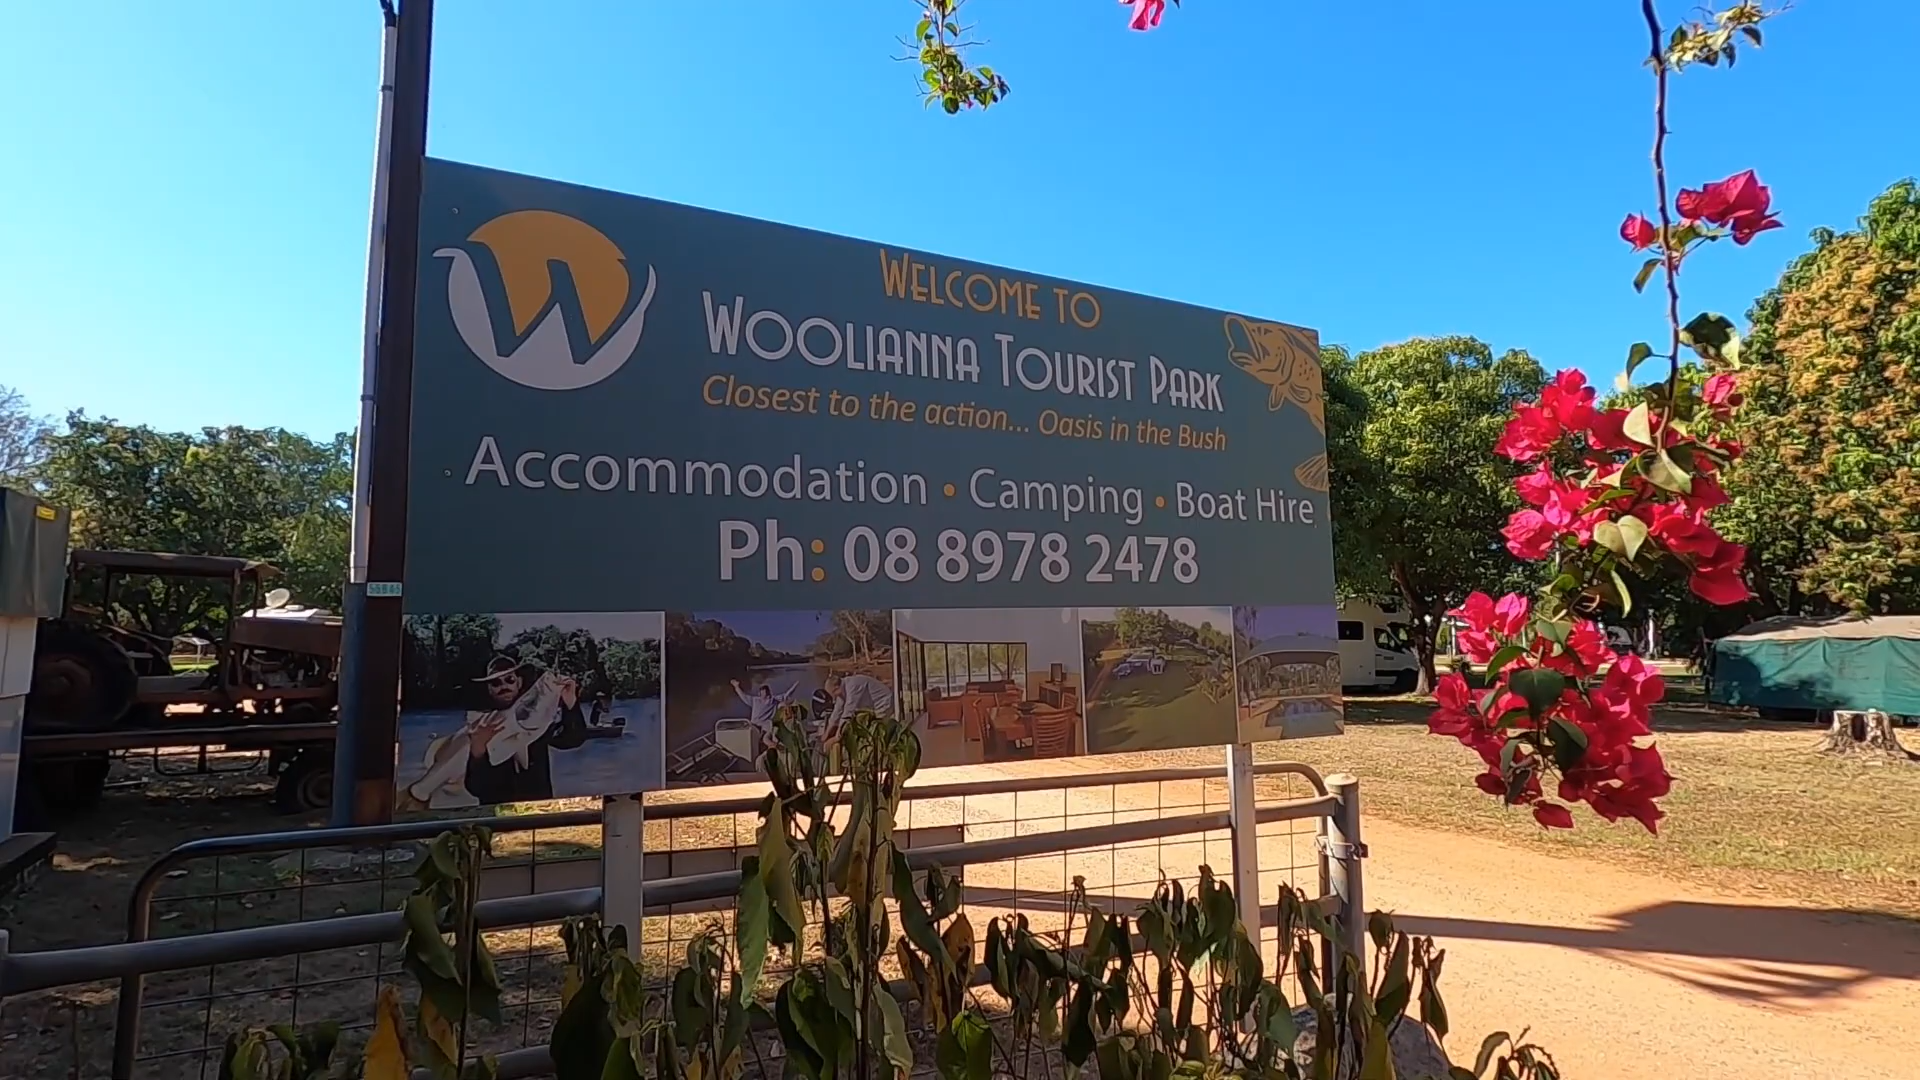 W
WELCOME TO
WOOLIANNA TOURIST PARK
Closest to the action... Oasis in the Bush
Accommodation • Camping • Boat Hire
Ph: 08 8978 2478